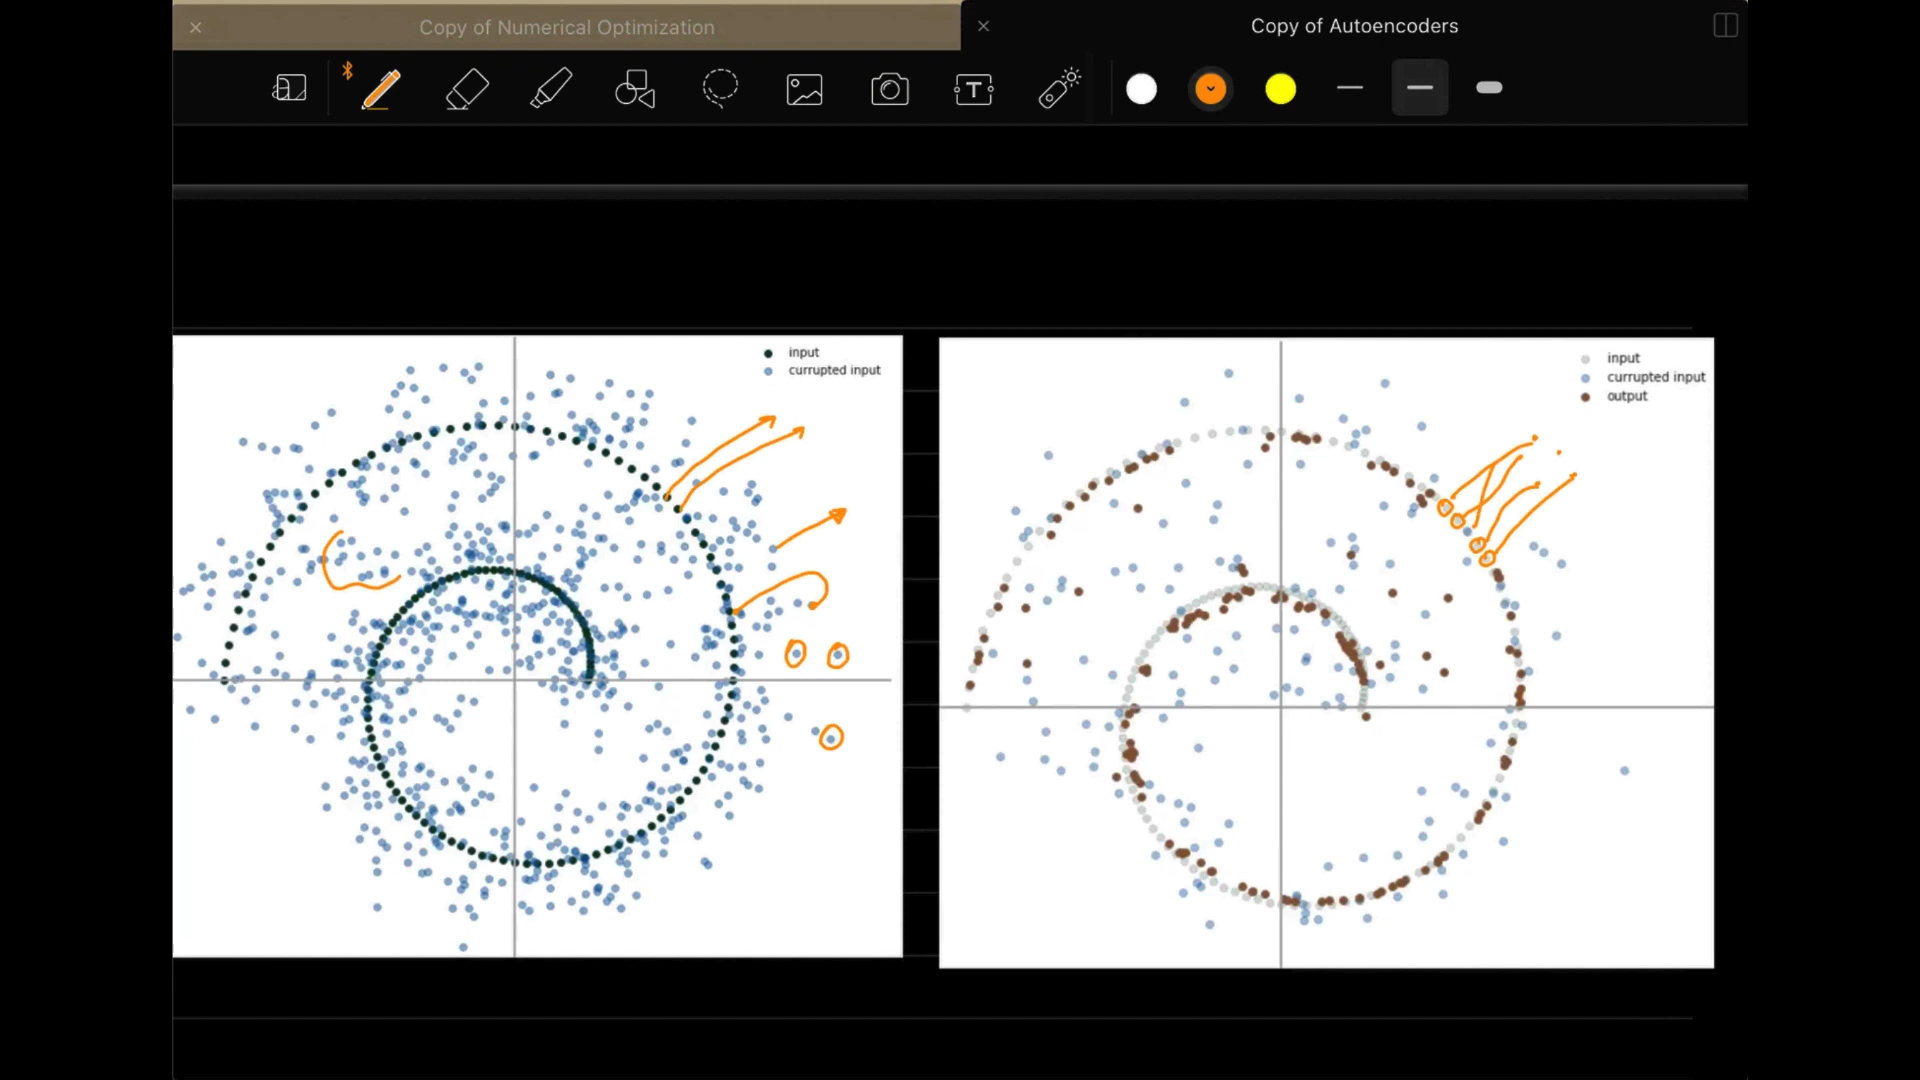 Copy of Numerical Optimization
Copy of Autoencoders
a
T
input
currupted input
input
currupted input
output